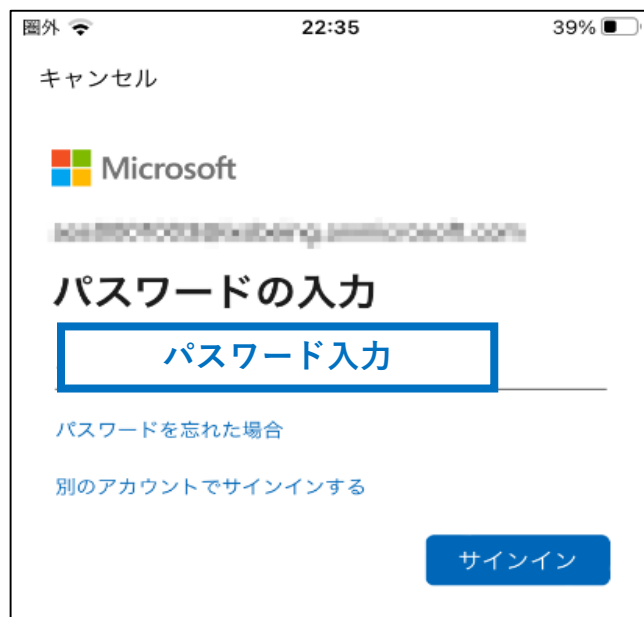 圏外 22:35 39%
キャンセル
Microsoft
パスワードの入力
パスワード入力
パスワードを忘れた場合
別のアカウントでサインインする
サインイン